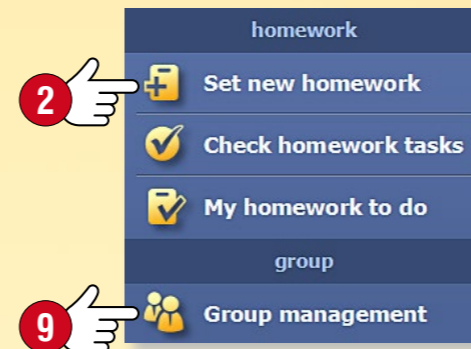 homework
2 Set new homework
Check homework tasks
My homework to do
group
9 Group management